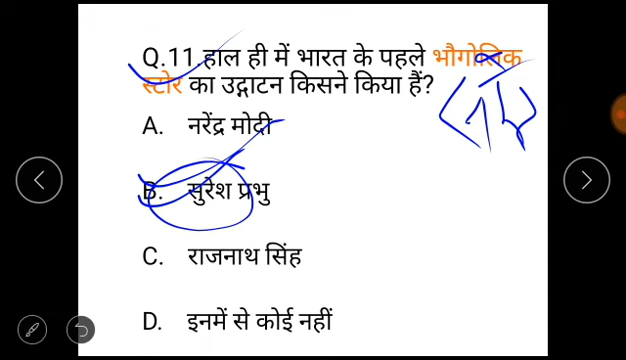 Q.11.हाल ही में भारत के पहले भौगोलिक
स्टोर का उद्गाटन किसने किया हैं?
A. नरेंद्र मोदी
B. सुरेश प्रभु
C. राजनाथ सिंह
D. इनमें से कोई नहीं